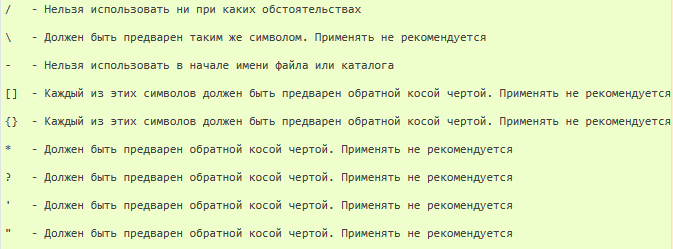 / - Нельзя использовать ни при каких обстоятельствах
\ - Должен быть предварен таким же символом. Применять не рекомендуется
- - Нельзя использовать в начале имени файла или каталога
[] - Каждый из этих символов должен быть предварен обратной косой чертой. Применять не рекомендуется
{} - Каждый из этих символов должен быть предварен обратной косой чертой. Применять не рекомендуется
* - Должен быть предварен обратной косой чертой. Применять не рекомендуется
? - Должен быть предварен обратной косой чертой. Применять не рекомендуется
' - Должен быть предварен обратной косой чертой. Применять не рекомендуется
" - Должен быть предварен обратной косой чертой. Применять не рекомендуется